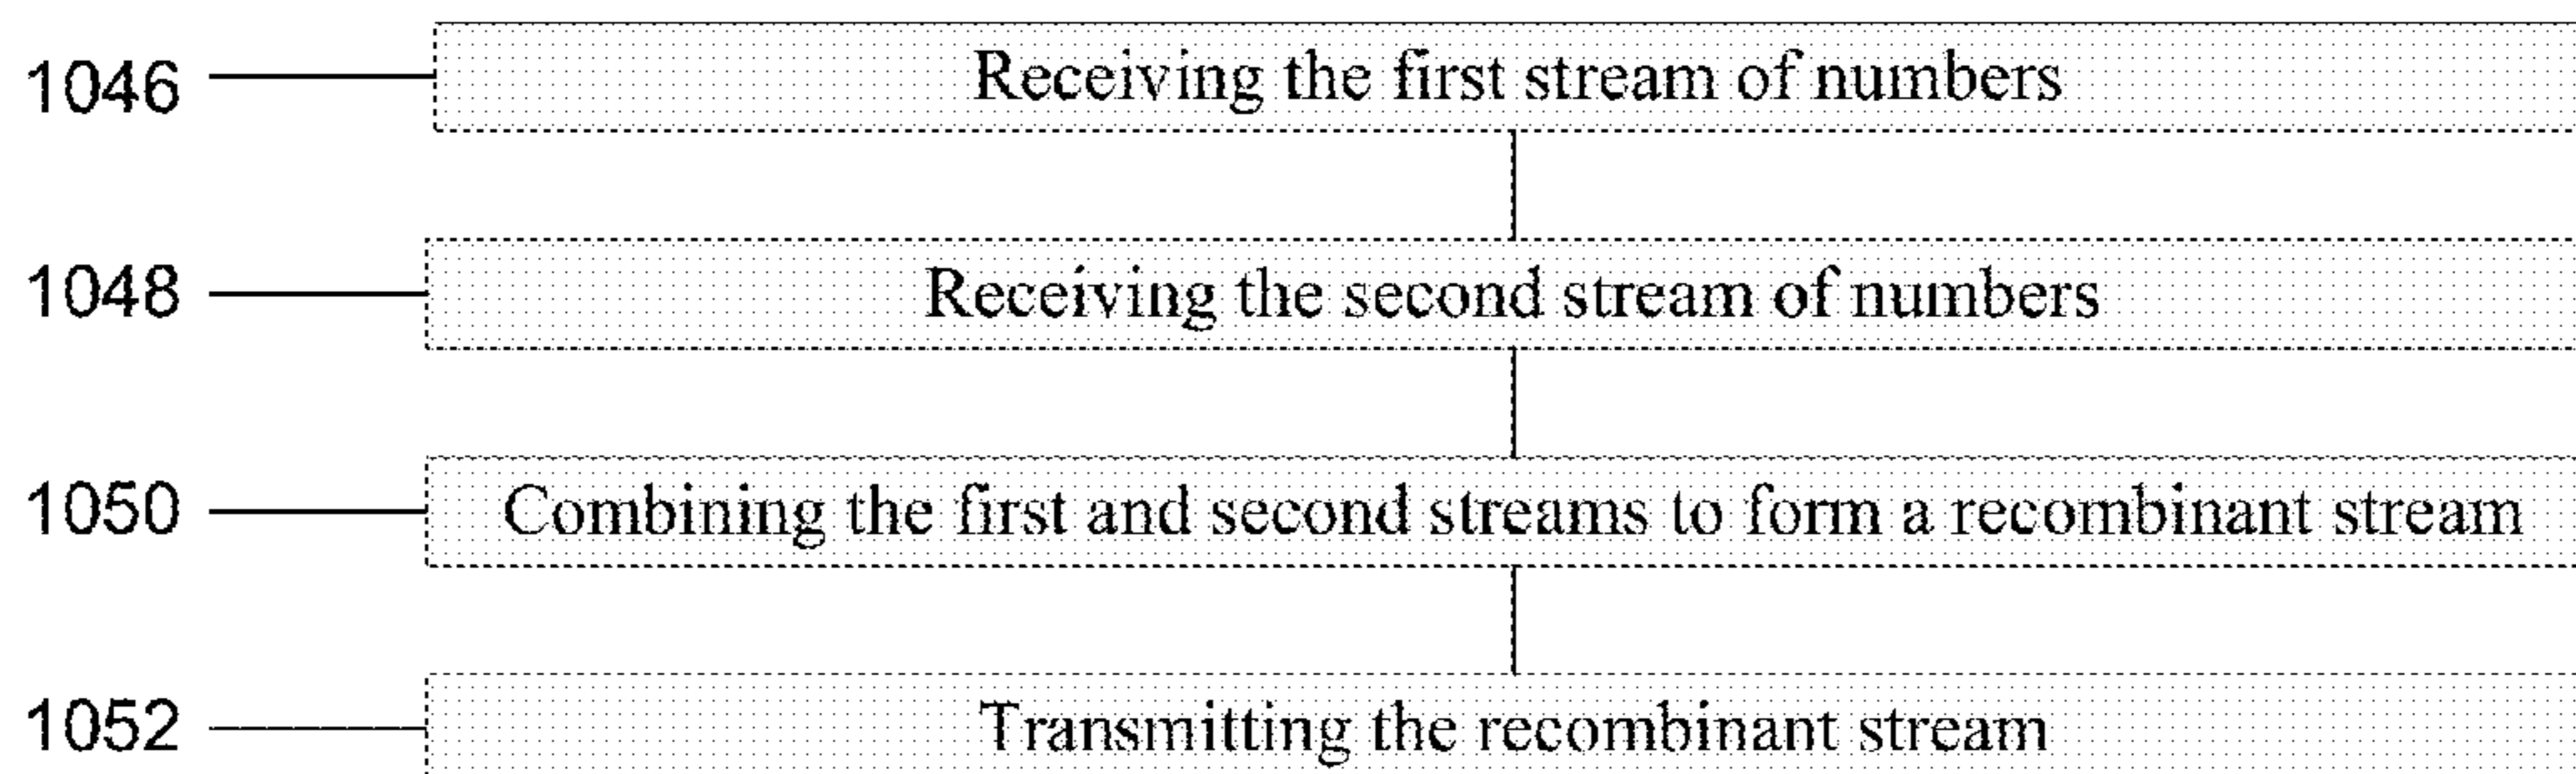 1046 Receiving the first stream of numbers
1048 Receiving the second stream of numbers
1050 Combining the first and second streams to form a recombinant stream
1052 Transmitting the recombinant stream